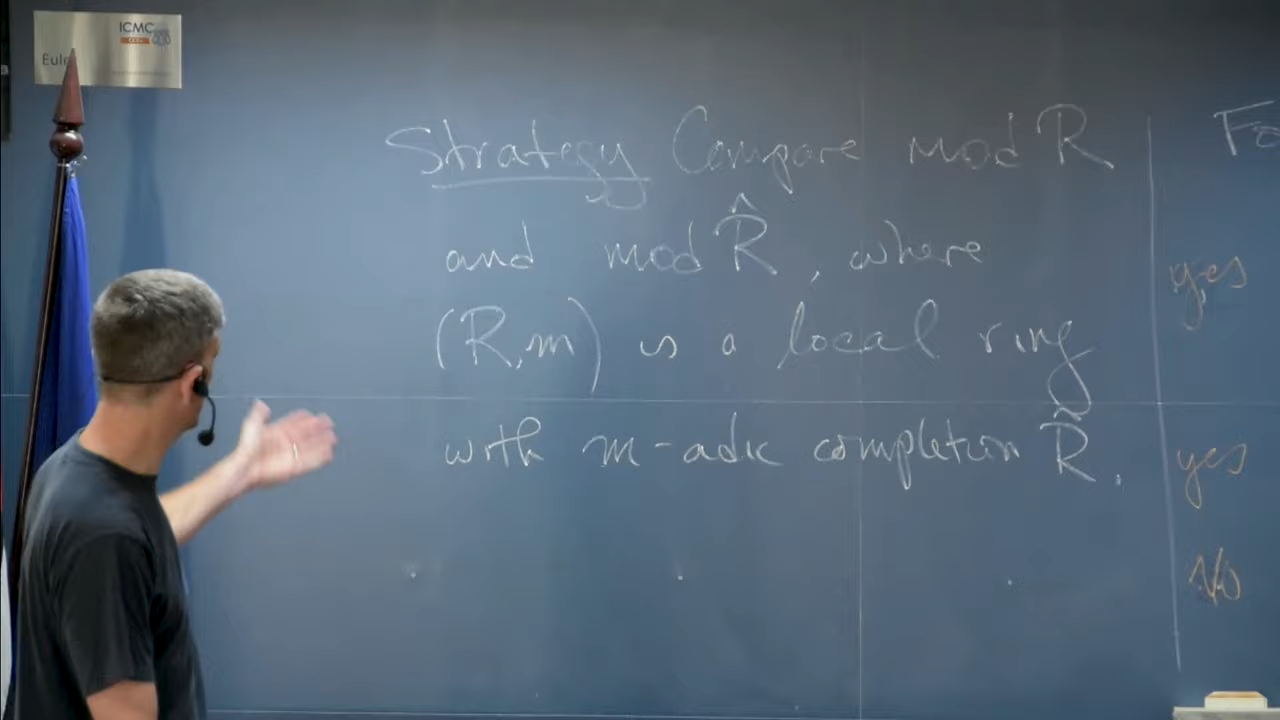 ICMC
Strategy Compare mod R
and mod R̂, where
(R,m) is a local ring
with m-adic completion R̂.
Fo
yes
yes
No